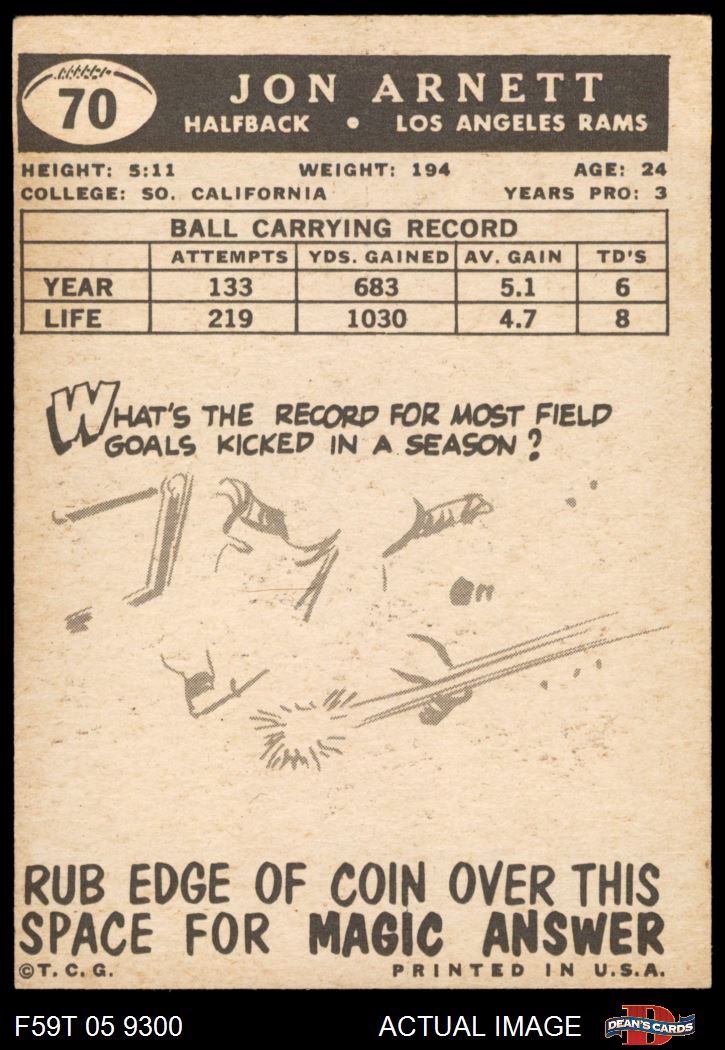 70
JON ARNETT
HALFBACK • LOS ANGELES RAMS
HEIGHT: 5:11 WEIGHT: 194 AGE: 24
COLLEGE: SO. CALIFORNIA YEARS PRO: 3
BALL CARRYING RECORD
ATTEMPTS YDS. GAINED AV. GAIN TD'S
YEAR 133 683 5.1 6
LIFE 219 1030 4.7 8
WHAT'S THE RECORD FOR MOST FIELD
GOALS KICKED IN A SEASON?
RUB EDGE OF COIN OVER THIS
SPACE FOR MAGIC ANSWER
©T.C.G. PRINTED IN U.S.A.
F59T 05 9300 ACTUAL IMAGE DEAN'S CARDS